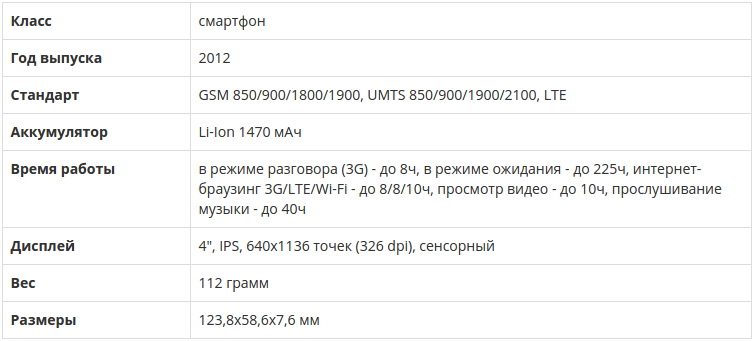 Класс смартфон
Год выпуска 2012
Стандарт GSM 850/900/1800/1900, UMTS 850/900/1900/2100, LTE
Аккумулятор Li-Ion 1470 мАч
Время работы в режиме разговора (3G) - до 8ч, в режиме ожидания - до 225ч, интернет-
браузинг 3G/LTE/Wi-Fi - до 8/8/10ч, просмотр видео - до 10ч, прослушивание
музыки - до 40ч
Дисплей 4", IPS, 640x1136 точек (326 dpi), сенсорный
Вес 112 грамм
Размеры 123,8x58,6x7,6 мм